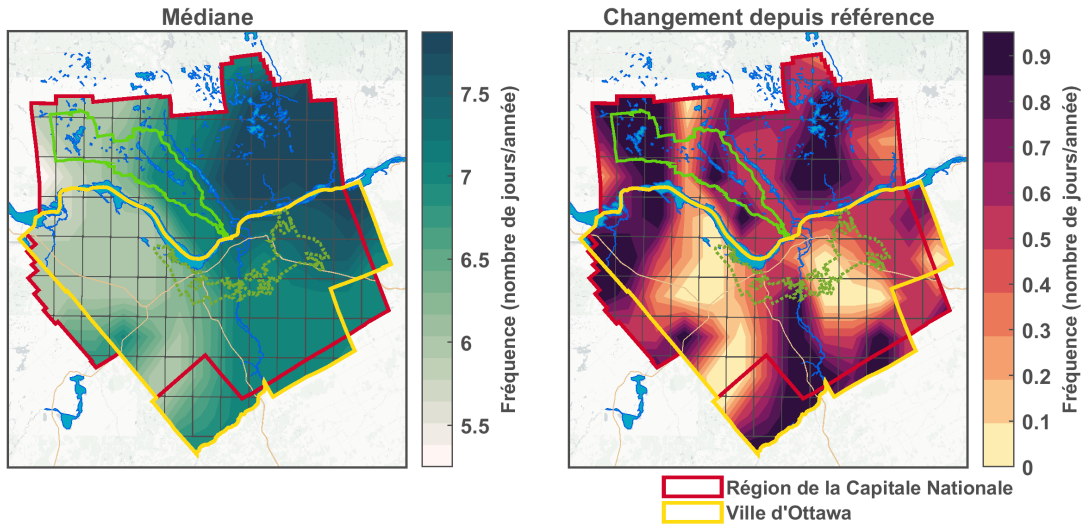 Médiane
7.5
6.5
6
5.5
Fréquence (nombre de jours/année)
Changement depuis référence
0.9
0.8
0.7
0.6
0.5
0.4
0.3
0.2
0.1
0
Fréquence (nombre de jours/année)
Région de la Capitale Nationale
Ville d'Ottawa